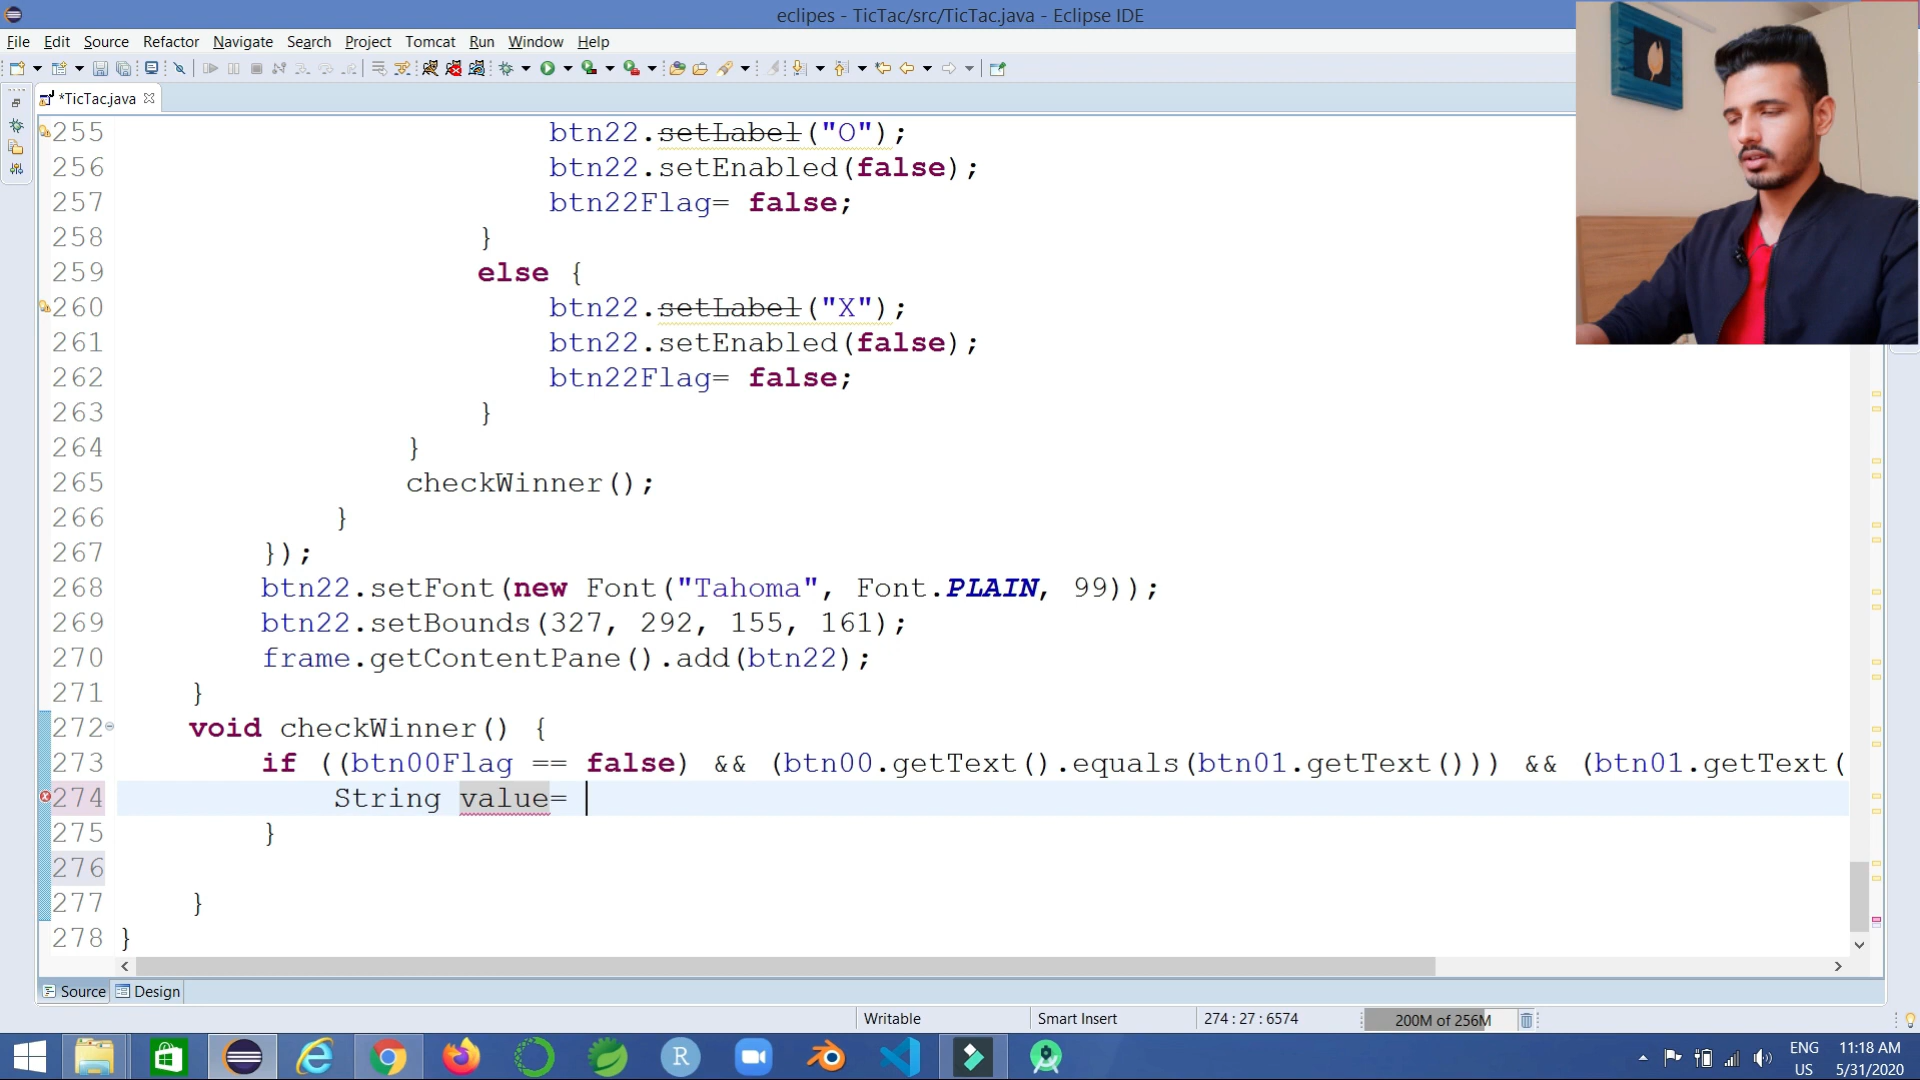 eclipes - TicTac/src/TicTac.java - Eclipse IDE
File Edit Source Refactor Navigate Search Project Tomcat Run Window Help
*TicTac.java
255 btn22.setLabel("O");
256 btn22.setEnabled(false);
257 btn22Flag= false;
258 }
259 else {
260 btn22.setLabel("X");
261 btn22.setEnabled(false);
262 btn22Flag= false;
263 }
264 }
265 checkWinner();
266 }
267 });
268 btn22.setFont(new Font("Tahoma", Font.PLAIN, 99));
269 btn22.setBounds(327, 292, 155, 161);
270 frame.getContentPane().add(btn22);
271 }
272 void checkWinner() {
273 if ((btn00Flag == false) && (btn00.getText().equals(btn01.getText())) && (btn01.getText(
274 String value=
275 }
276
277 }
278 }
Source Design
Writable Smart Insert 274 : 27 : 6574 200M of 256M
R
ENG 11:18 AM
US 5/31/2020